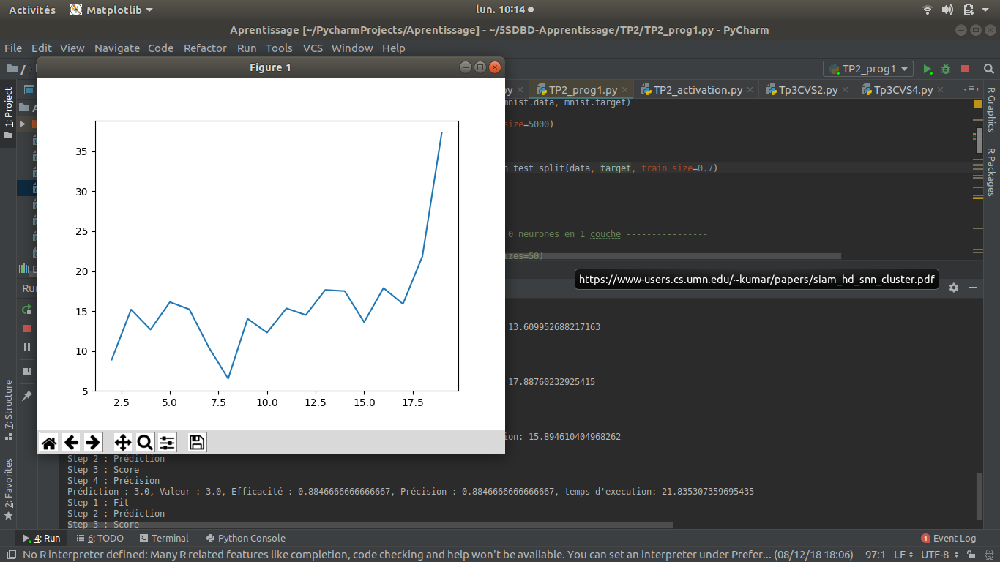 Activités Matplotlib lun. 10:14
Aprentissage [~/PycharmProjects/Aprentissage] - ~/5SDBD-Apprentissage/TP2/TP2_prog1.py - PyCharm
File Edit View Navigate Code Refactor Run Tools VCS Window Help
/ TP2_prog1
Figure 1
py TP2_prog1.py TP2_activation.py Tp3CVS2.py Tp3CVS4.py
mnist.data, mnist.target)
size=5000)
n_test_split(data, target, train_size=0.7)
0 neurones en 1 couche ----------------
izes=50)
1: Project
7: Structure
2: Favorites
R Graphics
R Packages
35
30
25
20
15
10
5
2.5 5.0 7.5 10.0 12.5 15.0 17.5
https://www-users.cs.umn.edu/~kumar/papers/siam_hd_snn_cluster.pdf
Run
13.609952688217163
17.88760232925415
ion: 15.894610404968262
Step 2 : Prédiction
Step 3 : Score
Step 4 : Précision
Prédiction : 3.0, Valeur : 3.0, Efficacité : 0.8846666666666667, Précision : 0.8846666666666667, temps d'execution: 21.835307359695435
Step 1 : Fit
Step 2 : Prédiction
Step 3 : Score
4: Run 6: TODO Terminal Python Console 1 Event Log
No R interpreter defined: Many R related features like completion, code checking and help won't be available. You can set an interpreter under Prefer... (08/12/18 18:06) 97:1 LF UTF-8